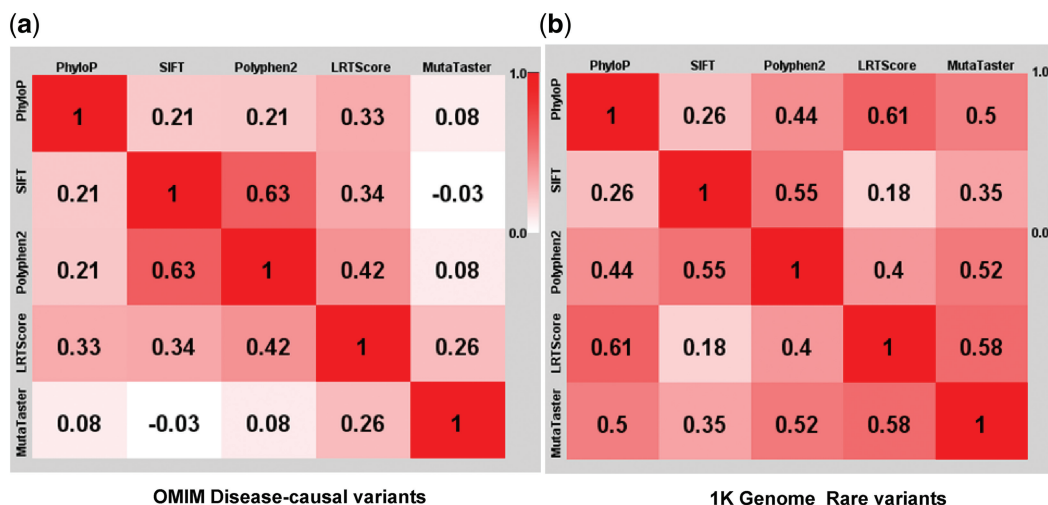 (a)
PhyloP SIFT Polyphen2 LRTScore MutaTaster
PhyloP 1 0.21 0.21 0.33 0.08
SIFT 0.21 1 0.63 0.34 -0.03
Polyphen2 0.21 0.63 1 0.42 0.08
LRTScore 0.33 0.34 0.42 1 0.26
MutaTaster 0.08 -0.03 0.08 0.26 1
1.0
0.0
OMIM Disease-causal variants
(b)
PhyloP SIFT Polyphen2 LRTScore MutaTaster
PhyloP 1 0.26 0.44 0.61 0.5
SIFT 0.26 1 0.55 0.18 0.35
Polyphen2 0.44 0.55 1 0.4 0.52
LRTScore 0.61 0.18 0.4 1 0.58
MutaTaster 0.5 0.35 0.52 0.58 1
1.0
0.0
1K Genome Rare variants